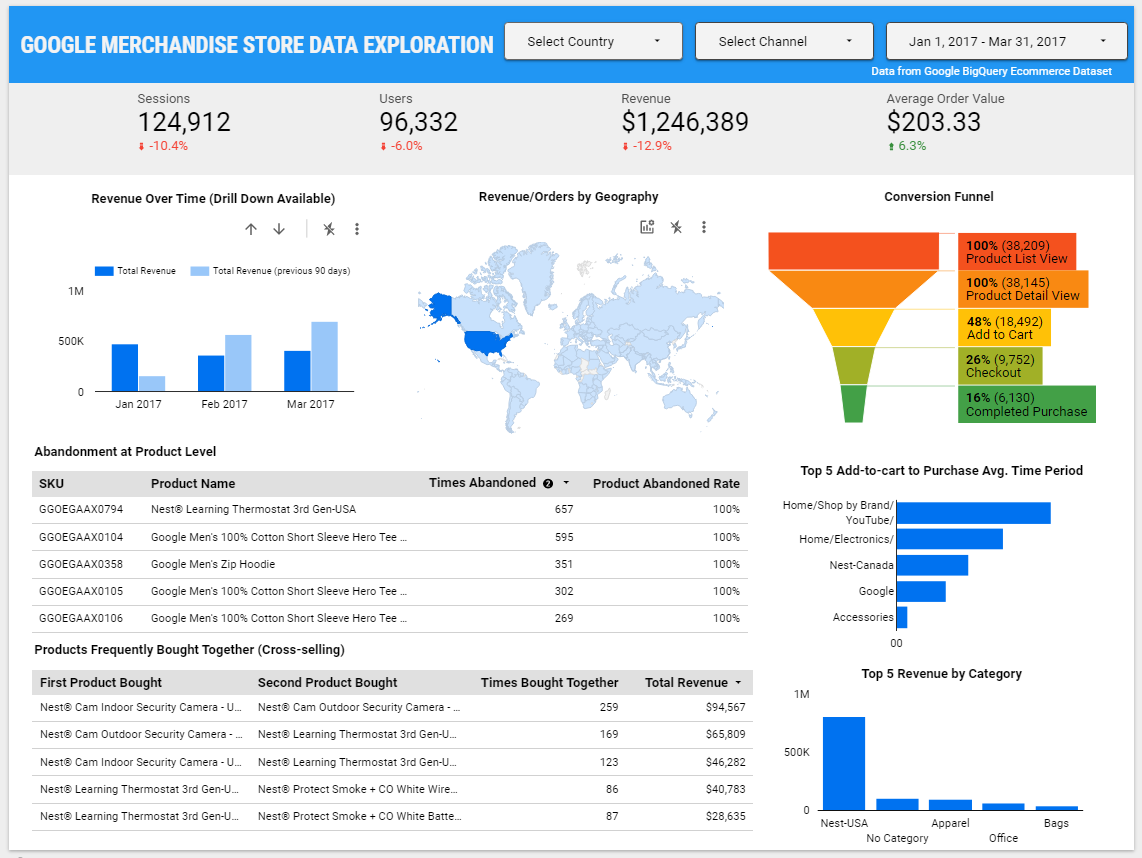 GOOGLE MERCHANDISE STORE DATA EXPLORATION
Select Country
Select Channel
Jan 1, 2017 - Mar 31, 2017
Data from Google BigQuery Ecommerce Dataset
Sessions
124,912
-10.4%
Users
96,332
-6.0%
Revenue
$1,246,389
-12.9%
Average Order Value
$203.33
6.3%
Revenue Over Time (Drill Down Available)
Total Revenue
Total Revenue (previous 90 days)
1M
500K
0
Jan 2017
Feb 2017
Mar 2017
Revenue/Orders by Geography
Conversion Funnel
100% (38,209)
Product List View
100% (38,145)
Product Detail View
48% (18,492)
Add to Cart
26% (9,752)
Checkout
16% (6,130)
Completed Purchase
Abandonment at Product Level
SKU Product Name Times Abandoned Product Abandoned Rate
GGOEGAAX0794 Nest® Learning Thermostat 3rd Gen-USA 657 100%
GGOEGAAX0104 Google Men's 100% Cotton Short Sleeve Hero Tee ... 595 100%
GGOEGAAX0358 Google Men's Zip Hoodie 351 100%
GGOEGAAX0105 Google Men's 100% Cotton Short Sleeve Hero Tee ... 302 100%
GGOEGAAX0106 Google Men's 100% Cotton Short Sleeve Hero Tee ... 269 100%
Top 5 Add-to-cart to Purchase Avg. Time Period
Home/Shop by Brand/
YouTube/
Home/Electronics/
Nest-Canada
Google
Accessories
00
Products Frequently Bought Together (Cross-selling)
First Product Bought Second Product Bought Times Bought Together Total Revenue
Nest® Cam Indoor Security Camera - U... Nest® Cam Outdoor Security Camera - ... 259 $94,567
Nest® Cam Outdoor Security Camera - ... Nest® Learning Thermostat 3rd Gen-U... 169 $65,809
Nest® Cam Indoor Security Camera - U... Nest® Learning Thermostat 3rd Gen-U... 123 $46,282
Nest® Learning Thermostat 3rd Gen-U... Nest® Protect Smoke + CO White Wire... 86 $40,783
Nest® Learning Thermostat 3rd Gen-U... Nest® Protect Smoke + CO White Batte... 87 $28,635
Top 5 Revenue by Category
1M
500K
0
Nest-USA
No Category
Apparel
Office
Bags